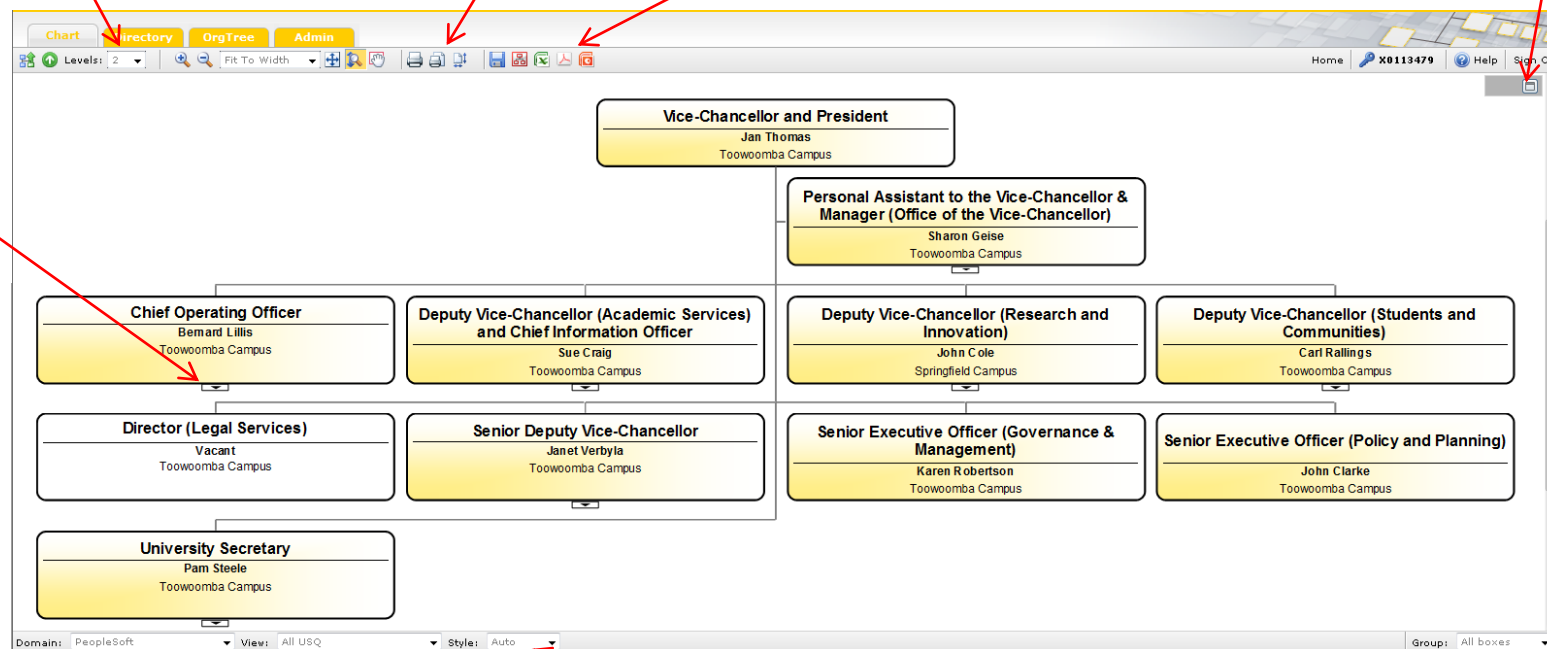 Chart Directory OrgTree Admin
Levels: 2 Fit To Width Home X0113479 Help Sign O
Vice-Chancellor and President
Jan Thomas
Toowoomba Campus
Personal Assistant to the Vice-Chancellor &
Manager (Office of the Vice-Chancellor)
Sharon Geise
Toowoomba Campus
Chief Operating Officer
Bernard Lillis
Toowoomba Campus
Deputy Vice-Chancellor (Academic Services)
and Chief Information Officer
Sue Craig
Toowoomba Campus
Deputy Vice-Chancellor (Research and
Innovation)
John Cole
Springfield Campus
Deputy Vice-Chancellor (Students and
Communities)
Carl Rallings
Toowoomba Campus
Director (Legal Services)
Vacant
Toowoomba Campus
Senior Deputy Vice-Chancellor
Janet Verbyla
Toowoomba Campus
Senior Executive Officer (Governance &
Management)
Karen Robertson
Toowoomba Campus
Senior Executive Officer (Policy and Planning)
John Clarke
Toowoomba Campus
University Secretary
Pam Steele
Toowoomba Campus
Domain: PeopleSoft View: All USQ Style: Auto Group: All boxes